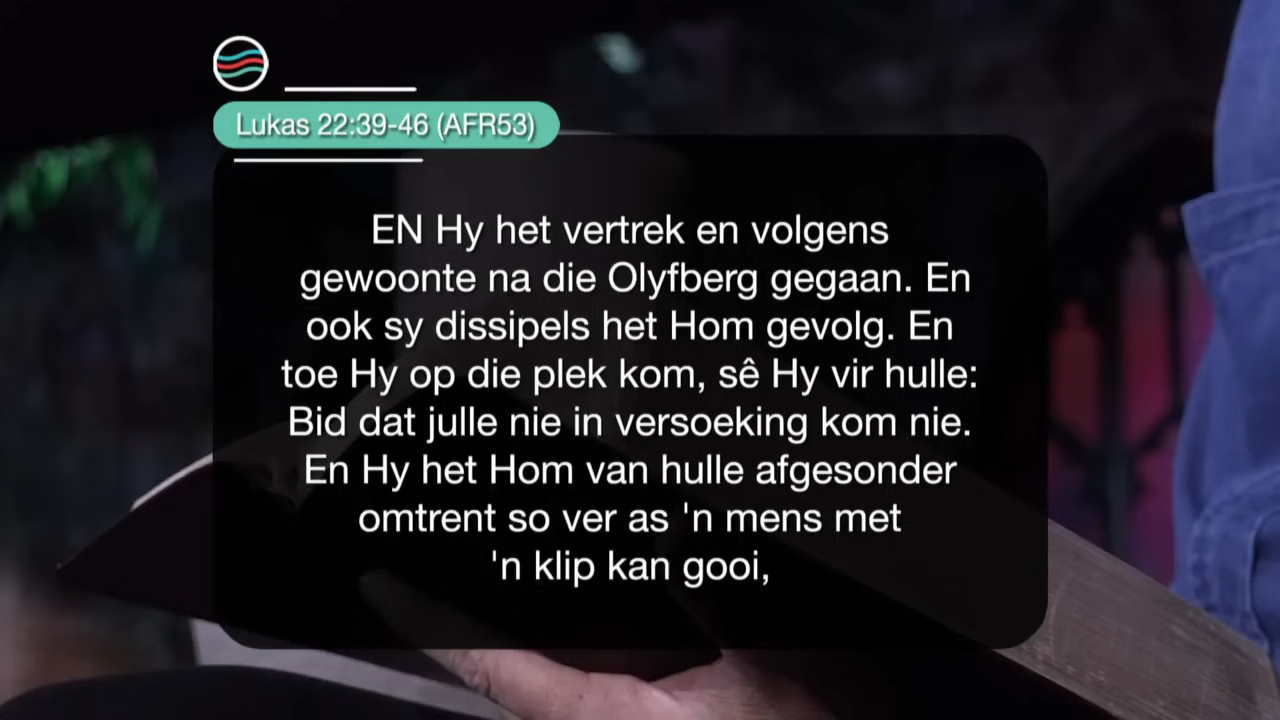 Lukas 22:39-46 (AFR53)
EN Hy het vertrek en volgens
gewoonte na die Olyfberg gegaan. En
ook sy dissipels het Hom gevolg. En
toe Hy op die plek kom, sê Hy vir hulle:
Bid dat julle nie in versoeking kom nie.
En Hy het Hom van hulle afgesonder
omtrent so ver as 'n mens met
'n klip kan gooi,